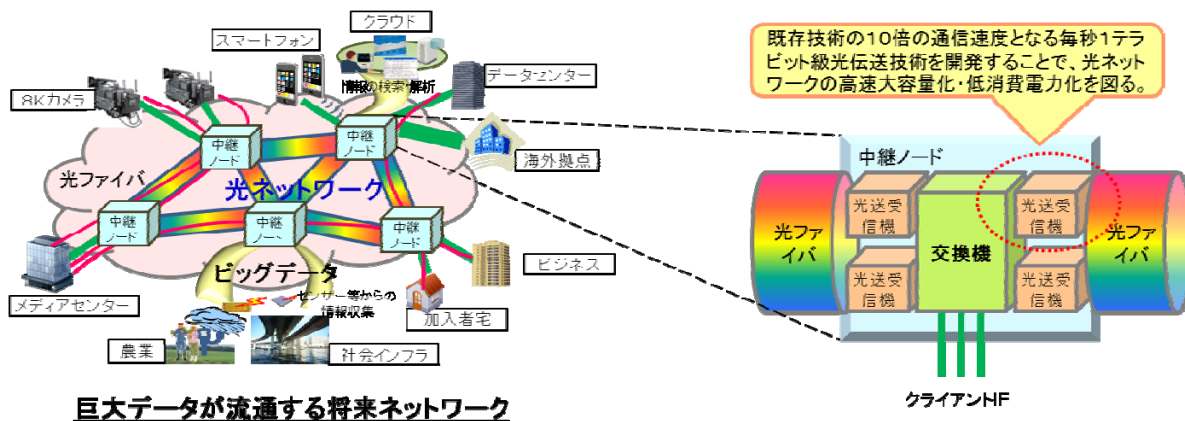 クラウド
スマートフォン
情報の検索・解析
データセンター
8Kカメラ
中継
ノード
中継
ノード
海外拠点
光ファイバ
光ネットワーク
中継
ノード
中継
ノード
中継
ノード
ビッグデータ
ビジネス
メディアセンター
センサー等からの
情報収集
加入者宅
農業
社会インフラ
巨大データが流通する将来ネットワーク
既存技術の10倍の通信速度となる毎秒1テラ
ビット級光伝送技術を開発することで、光ネット
ワークの高速大容量化・低消費電力化を図る。
中継ノード
光ファ
イバ
光送受
信機
光送受
信機
交換機
光送受
信機
光送受
信機
光ファ
イバ
クライアントIF